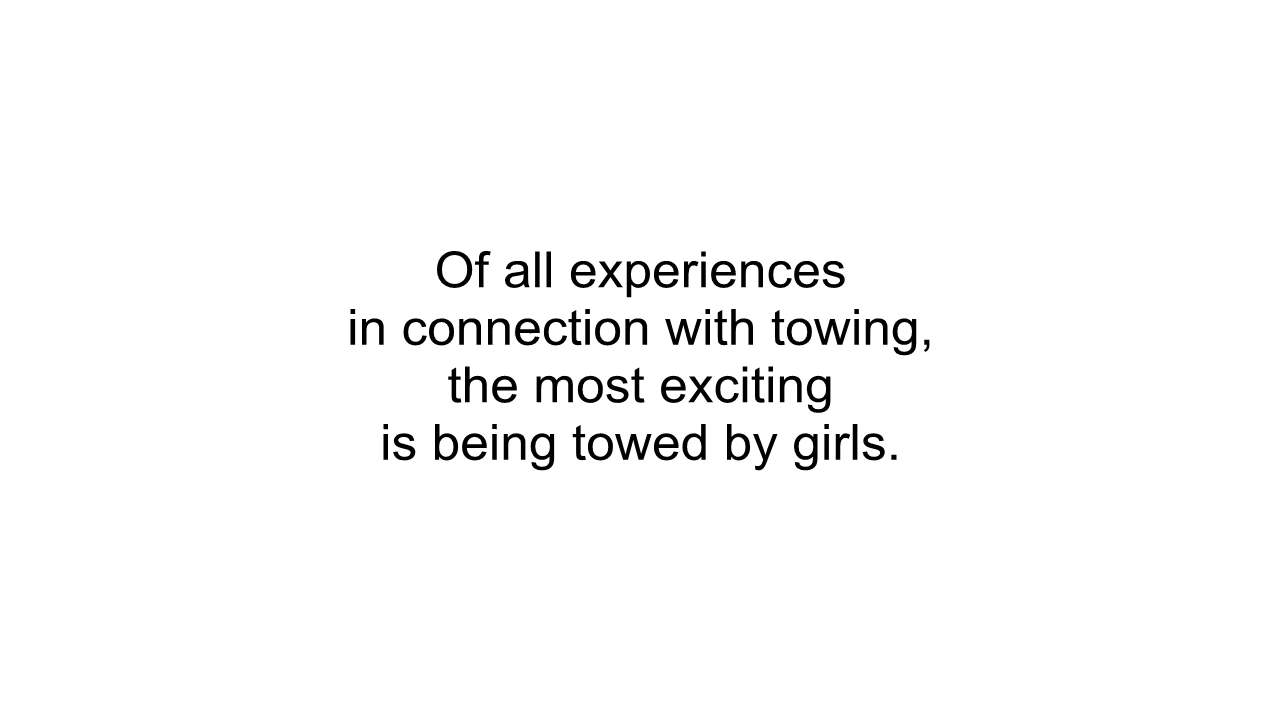 Of all experiences
in connection with towing,
the most exciting
is being towed by girls.